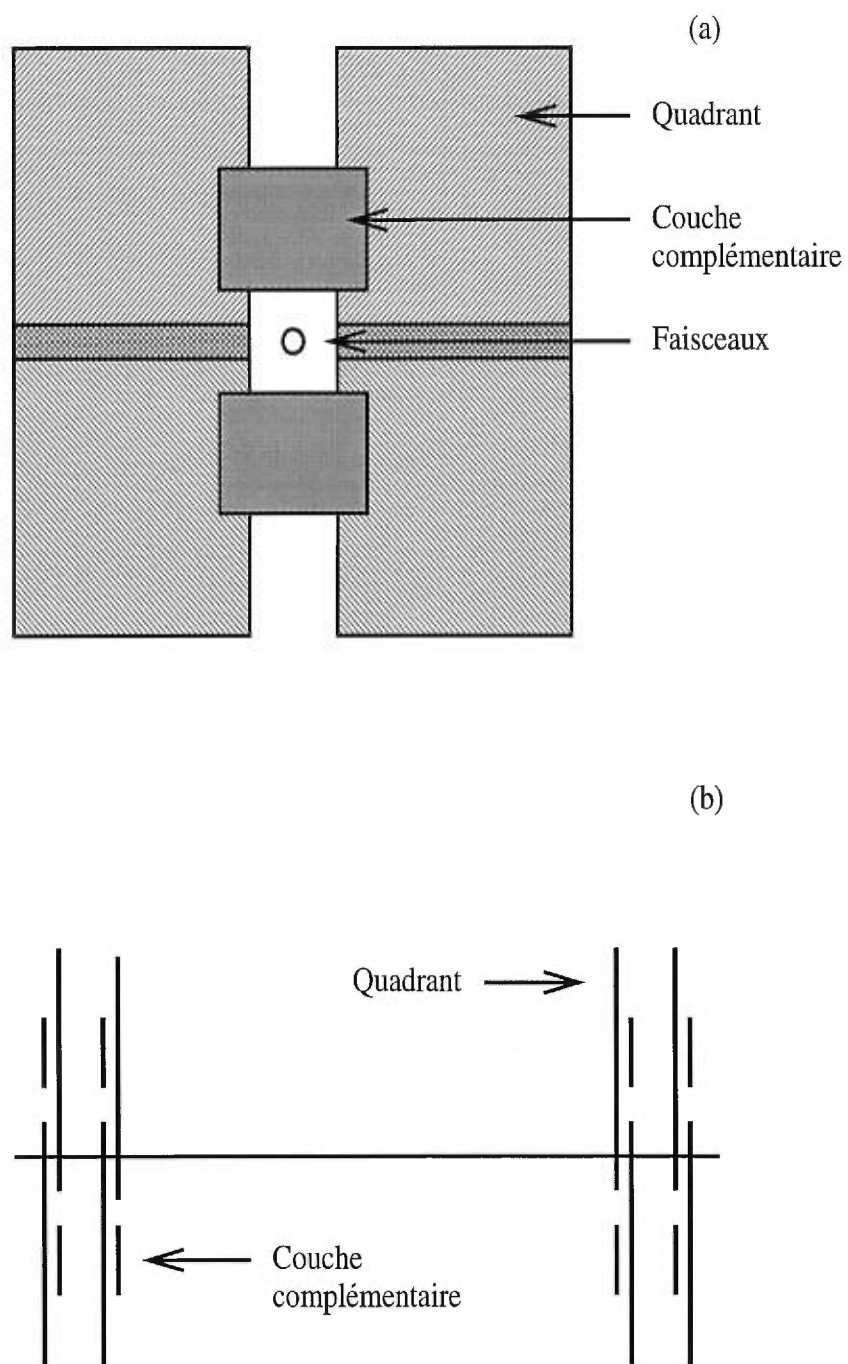 (a)
Quadrant
Couche
complémentaire
Faisceaux
(b)
Quadrant
Couche
complémentaire